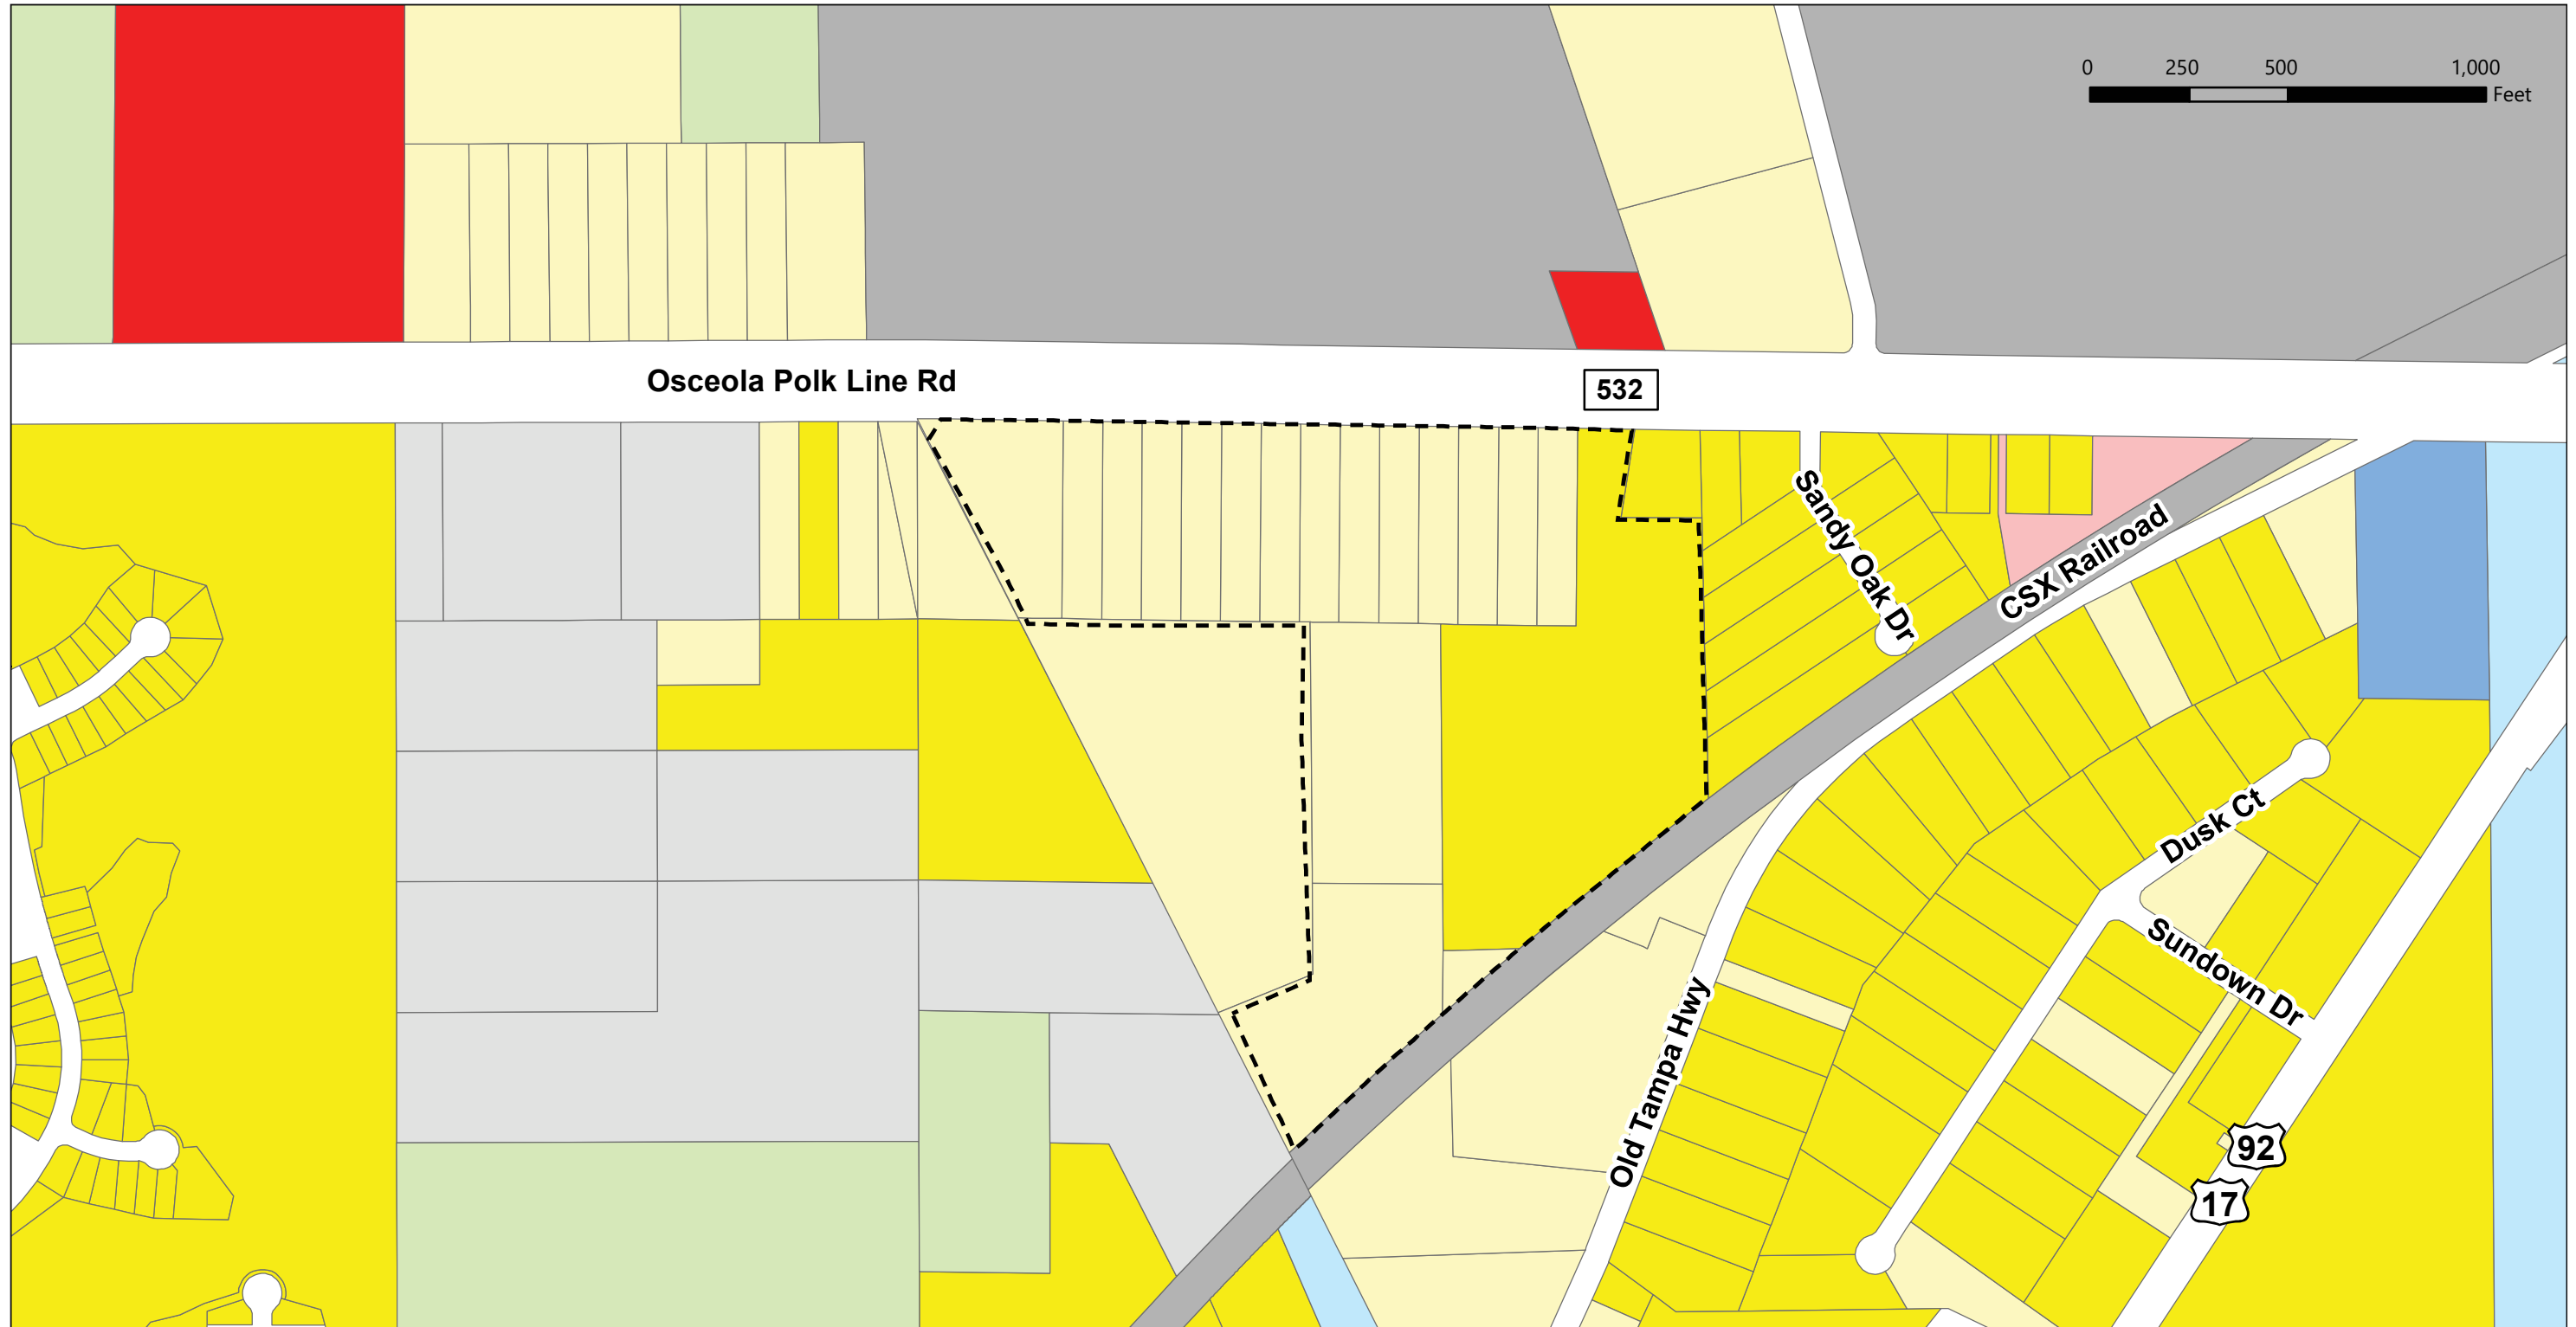 0 250 500 1,000
Feet
Osceola Polk Line Rd
532
Sandy Oak Dr
CSX Railroad
Dusk Ct
Sundown Dr
Old Tampa Hwy
92
17